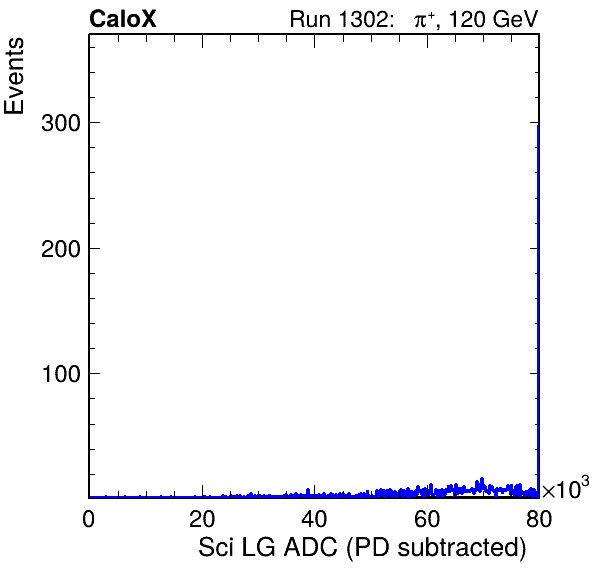 CaloX Run 1302: π⁺, 120 GeV
Events
300
200
100
0 20 40 60 80
×10³
Sci LG ADC (PD subtracted)